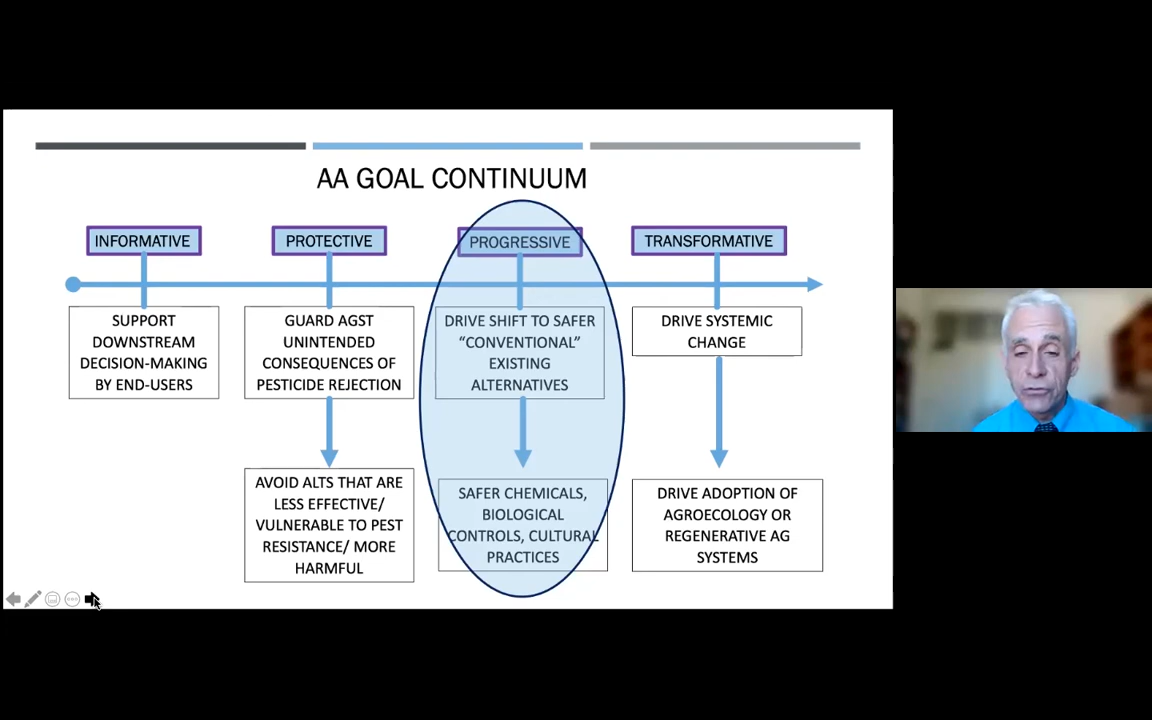 AA GOAL CONTINUUM
INFORMATIVE
SUPPORT
DOWNSTREAM
DECISION-MAKING
BY END-USERS
PROTECTIVE
GUARD AGST
UNINTENDED
CONSEQUENCES OF
PESTICIDE REJECTION
AVOID ALTS THAT ARE
LESS EFFECTIVE/
VULNERABLE TO PEST
RESISTANCE/ MORE
HARMFUL
PROGRESSIVE
DRIVE SHIFT TO SAFER
“CONVENTIONAL”
EXISTING
ALTERNATIVES
SAFER CHEMICALS,
BIOLOGICAL
CONTROLS, CULTURAL
PRACTICES
TRANSFORMATIVE
DRIVE SYSTEMIC
CHANGE
DRIVE ADOPTION OF
AGROECOLOGY OR
REGENERATIVE AG
SYSTEMS